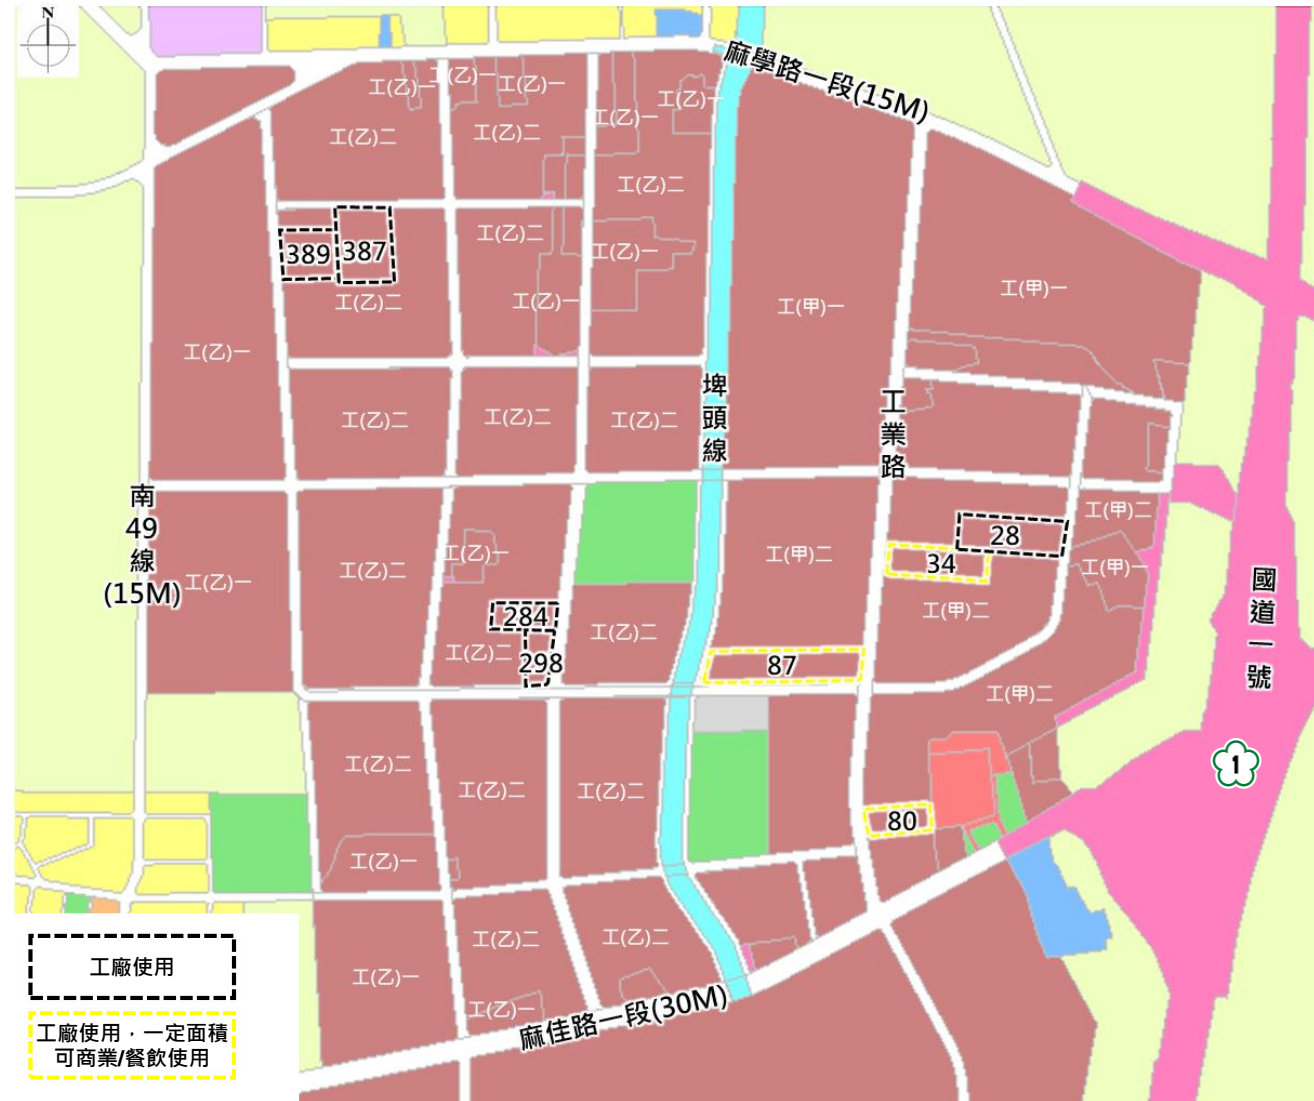 N
麻學路一段(15M)
工(乙)一
工(乙)一
工(乙)一
工(乙)一
工(乙)一
工(乙)二
工(乙)二
工(乙)二
工(乙)二
389
387
工(乙)一
工(乙)二
工(乙)一
工(甲)一
工(甲)一
工(乙)一
埤頭線
工業路
工(乙)二
工(乙)二
工(乙)二
南49線(15M)
工(甲)二
28
工(乙)一
工(甲)二
34
工(甲)一
工(乙)二
工(乙)一
國道一號
284
工(乙)二
工(甲)二
工(乙)二
298
87
工(甲)二
1
工(乙)二
工(乙)二
工(乙)二
80
工(乙)一
工(乙)二
工(乙)二
工(乙)一
工(乙)一
麻佳路一段(30M)
工廠使用
工廠使用，一定面積
可商業/餐飲使用